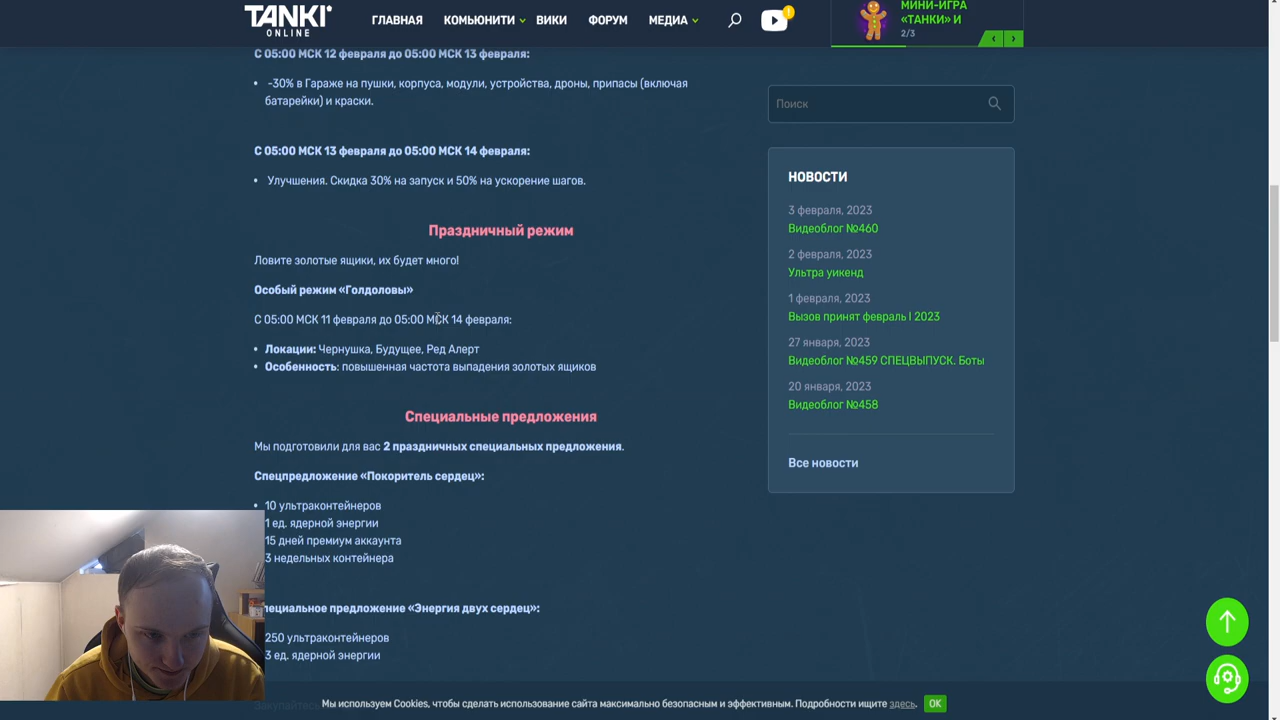 TANKI
ONLINE
ГЛАВНАЯ
КОМЬЮНИТИ
ВИКИ
ФОРУМ
МЕДИА
1
МИНИ-ИГРА
«ТАНКИ» И
2/3
С 05:00 МСК 12 февраля до 05:00 МСК 13 февраля:
-30% в Гараже на пушки, корпуса, модули, устройства, дроны, припасы (включая
батарейки) и краски.
С 05:00 МСК 13 февраля до 05:00 МСК 14 февраля:
Улучшения. Скидка 30% на запуск и 50% на ускорение шагов.
Праздничный режим
Ловите золотые ящики, их будет много!
Особый режим «Голдоловы»
С 05:00 МСК 11 февраля до 05:00 МСК 14 февраля:
Локации: Чернушка, Будущее, Ред Алерт
Особенность: повышенная частота выпадения золотых ящиков
Специальные предложения
Мы подготовили для вас 2 праздничных специальных предложения.
Спецпредложение «Покоритель сердец»:
10 ультраконтейнеров
1 ед. ядерной энергии
15 дней премиум аккаунта
3 недельных контейнера
пециальное предложение «Энергия двух сердец»:
250 ультраконтейнеров
3 ед. ядерной энергии
Поиск
НОВОСТИ
3 февраля, 2023
Видеоблог №460
2 февраля, 2023
Ультра уикенд
1 февраля, 2023
Вызов принят февраль I 2023
27 января, 2023
Видеоблог №459 СПЕЦВЫПУСК. Боты
20 января, 2023
Видеоблог №458
Все новости
Мы используем Cookies, чтобы сделать использование сайта максимально безопасным и эффективным. Подробности ищите здесь.
OK